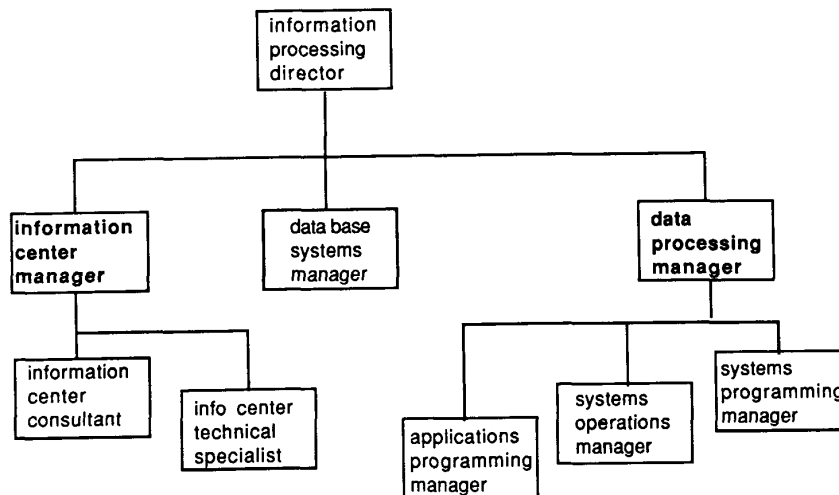 information
processing
director
information
center
manager
data base
systems
manager
data
processing
manager
information
center
consultant
info center
technical
specialist
applications
programming
manager
systems
operations
manager
systems
programming
manager